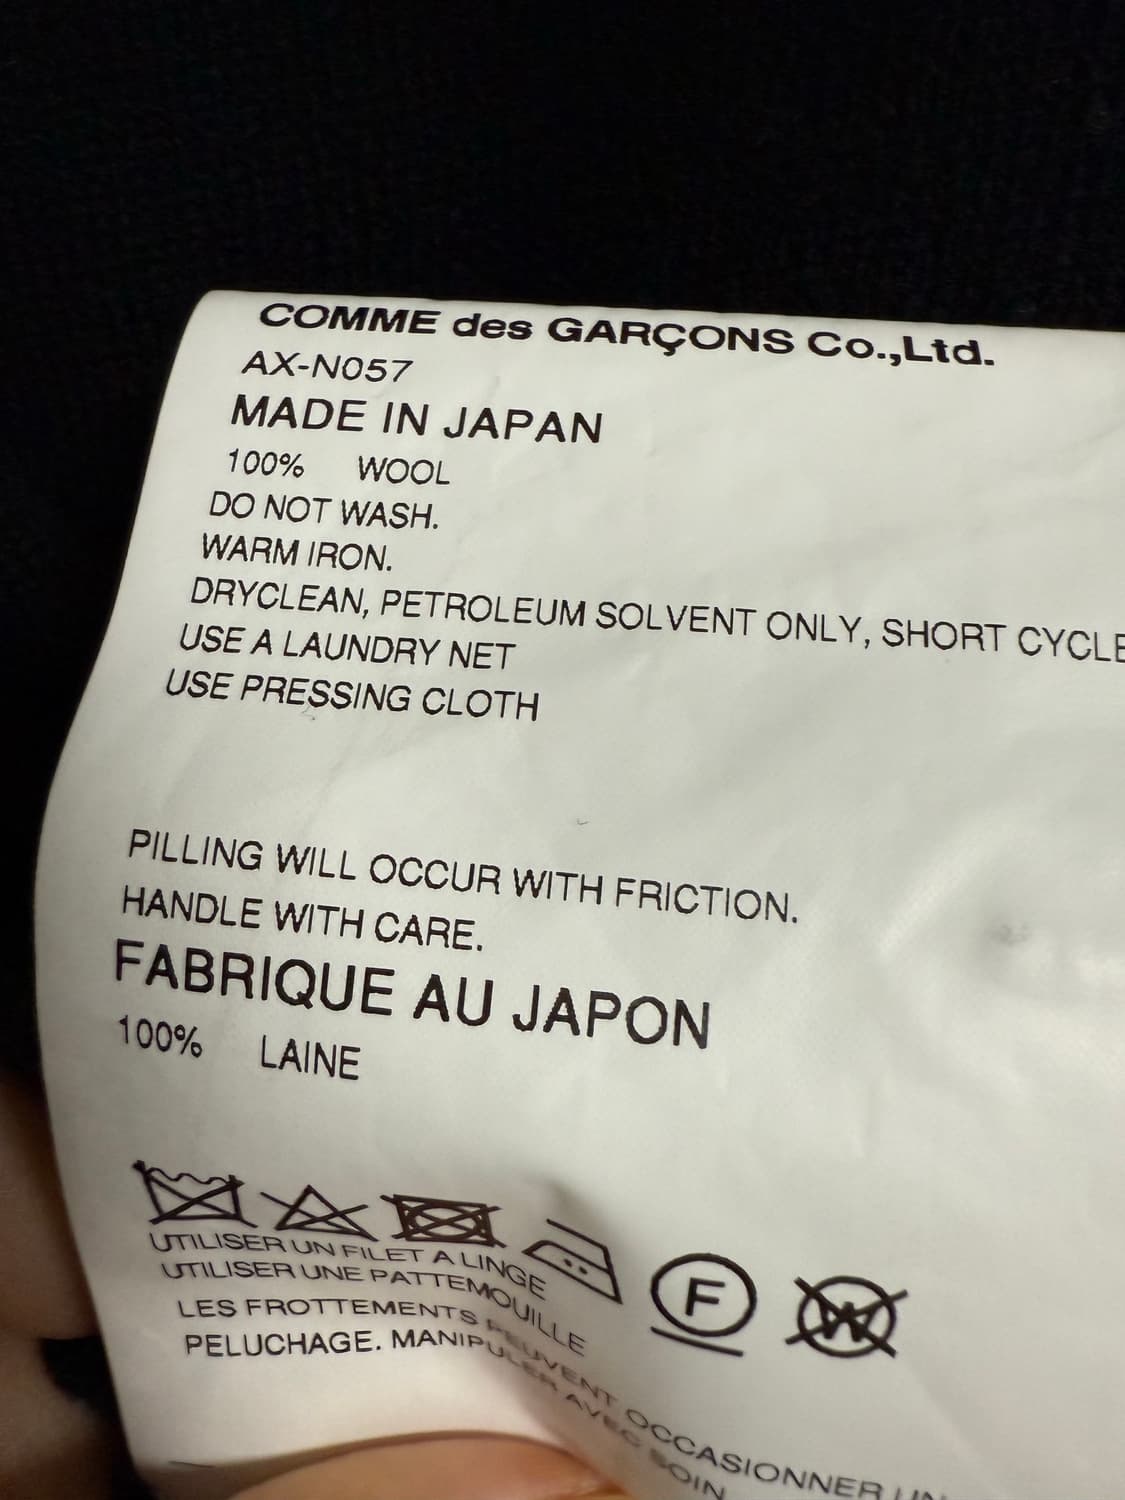 COMME des GARÇONS Co.,Ltd.
AX-N057
MADE IN JAPAN
100% WOOL
DO NOT WASH.
WARM IRON.
DRYCLEAN, PETROLEUM SOLVENT ONLY, SHORT CYCLE
USE A LAUNDRY NET
USE PRESSING CLOTH
PILLING WILL OCCUR WITH FRICTION.
HANDLE WITH CARE.
FABRIQUE AU JAPON
100% LAINE
F W
UTILISER UN FILET A LINGE
UTILISER UNE PATTEMOUILLE
LES FROTTEMENTS PEUVENT OCCASIONNER UN
PELUCHAGE. MANIPULER AVEC SOIN